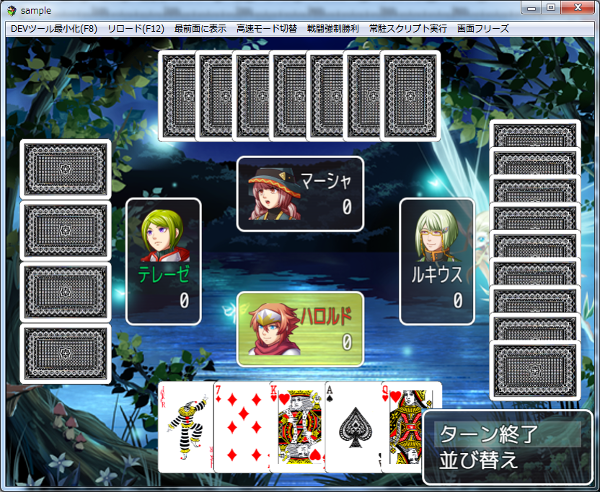 sample
DEVツール最小化(F8) リロード(F12) 最前面に表示 高速モード切替 戦闘強制勝利 常駐スクリプト実行 画面フリーズ
マーシャ
0
テレーゼ
0
ルキウス
0
ハロルド
0
7
K
A
Q
ターン終了
並び替え